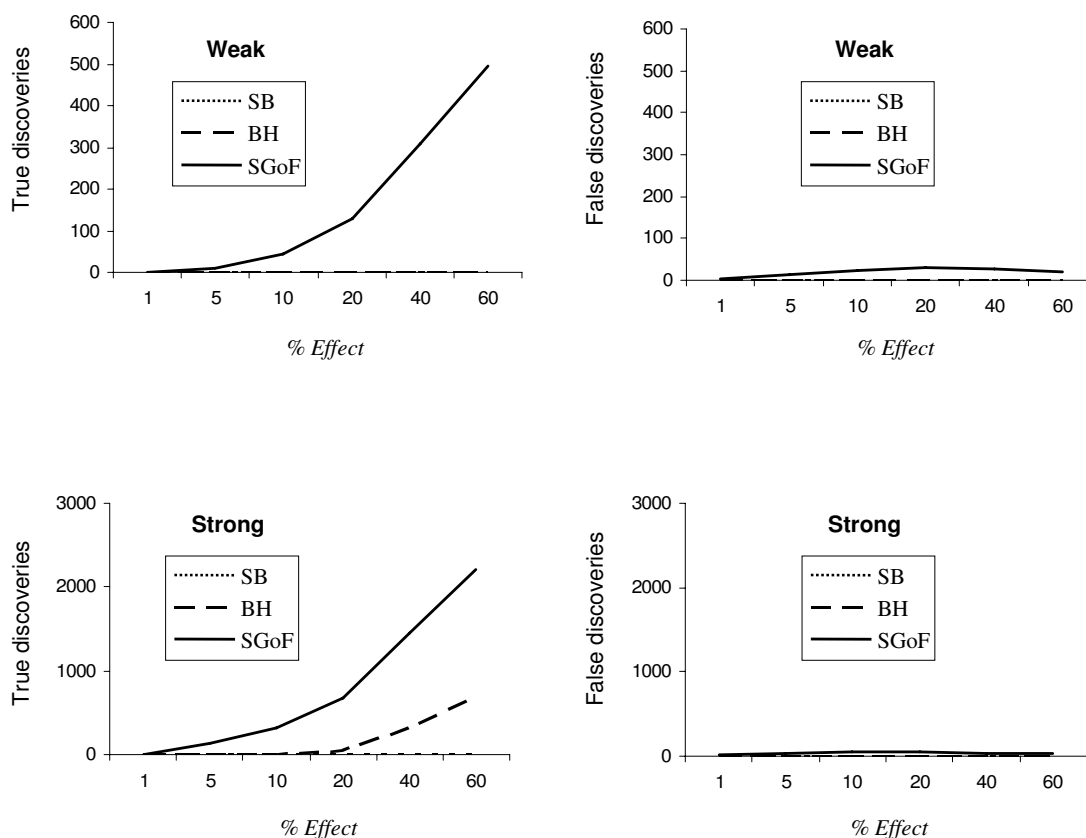 Weak
True discoveries
600
500
400
300
200
100
0
SB
BH
SGoF
1 5 10 20 40 60
% Effect
Weak
False discoveries
600
500
400
300
200
100
0
SB
BH
SGoF
1 5 10 20 40 60
% Effect
Strong
True discoveries
3000
2000
1000
0
SB
BH
SGoF
1 5 10 20 40 60
% Effect
Strong
False discoveries
3000
2000
1000
0
SB
BH
SGoF
1 5 10 20 40 60
% Effect